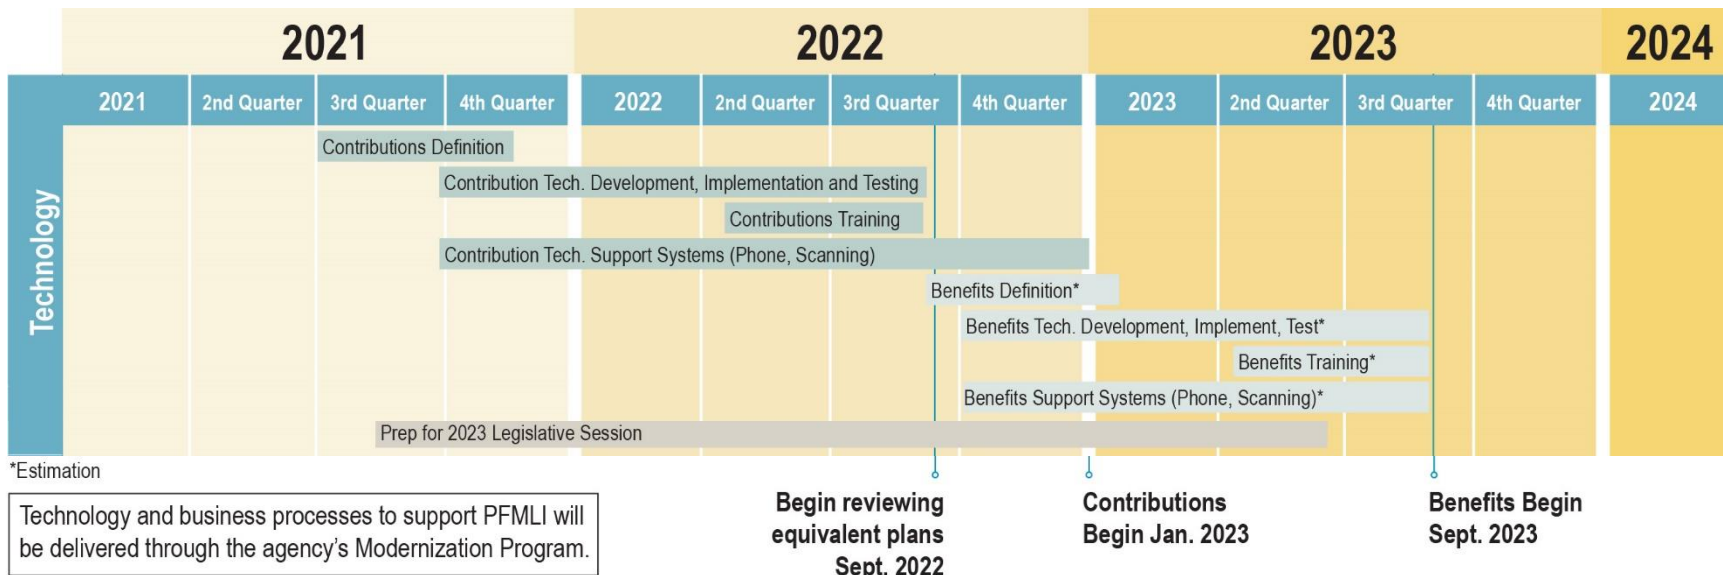 2021 2022 2023 2024
2021 2nd Quarter 3rd Quarter 4th Quarter 2022 2nd Quarter 3rd Quarter 4th Quarter 2023 2nd Quarter 3rd Quarter 4th Quarter 2024
Technology
Contributions Definition
Contribution Tech. Development, Implementation and Testing
Contributions Training
Contribution Tech. Support Systems (Phone, Scanning)
Benefits Definition*
Benefits Tech. Development, Implement, Test*
Benefits Training*
Benefits Support Systems (Phone, Scanning)*
Prep for 2023 Legislative Session
*Estimation
Technology and business processes to support PFMLI will
be delivered through the agency's Modernization Program.
Begin reviewing
equivalent plans
Sept. 2022
Contributions
Begin Jan. 2023
Benefits Begin
Sept. 2023